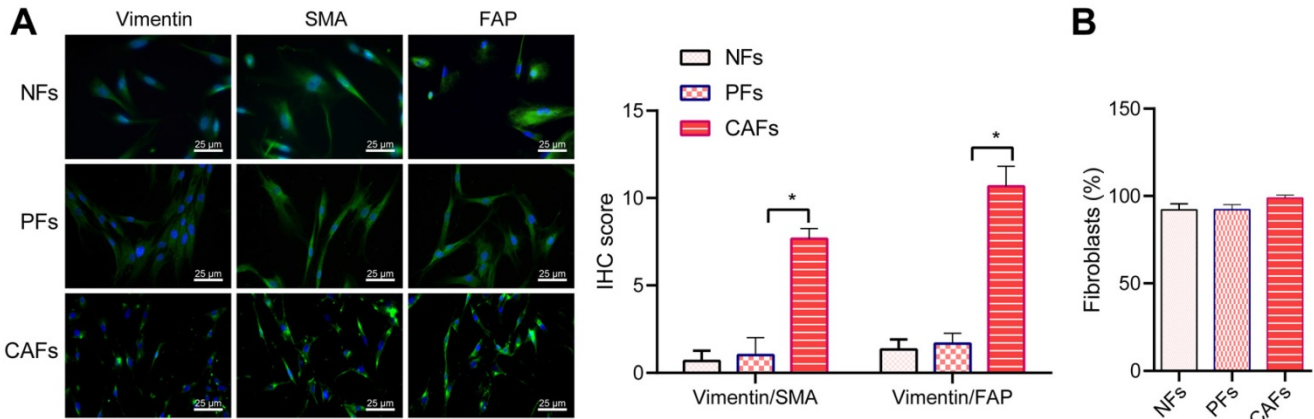 A
Vimentin
SMA
FAP
NFs
25 µm
25 µm
25 µm
PFs
25 µm
25 µm
25 µm
CAFs
25 µm
25 µm
25 µm
NFs
PFs
CAFs
IHC score
15
10
5
0
*
*
Vimentin/SMA
Vimentin/FAP
B
Fibroblasts (%)
150
100
50
0
NFs
PFs
CAFs